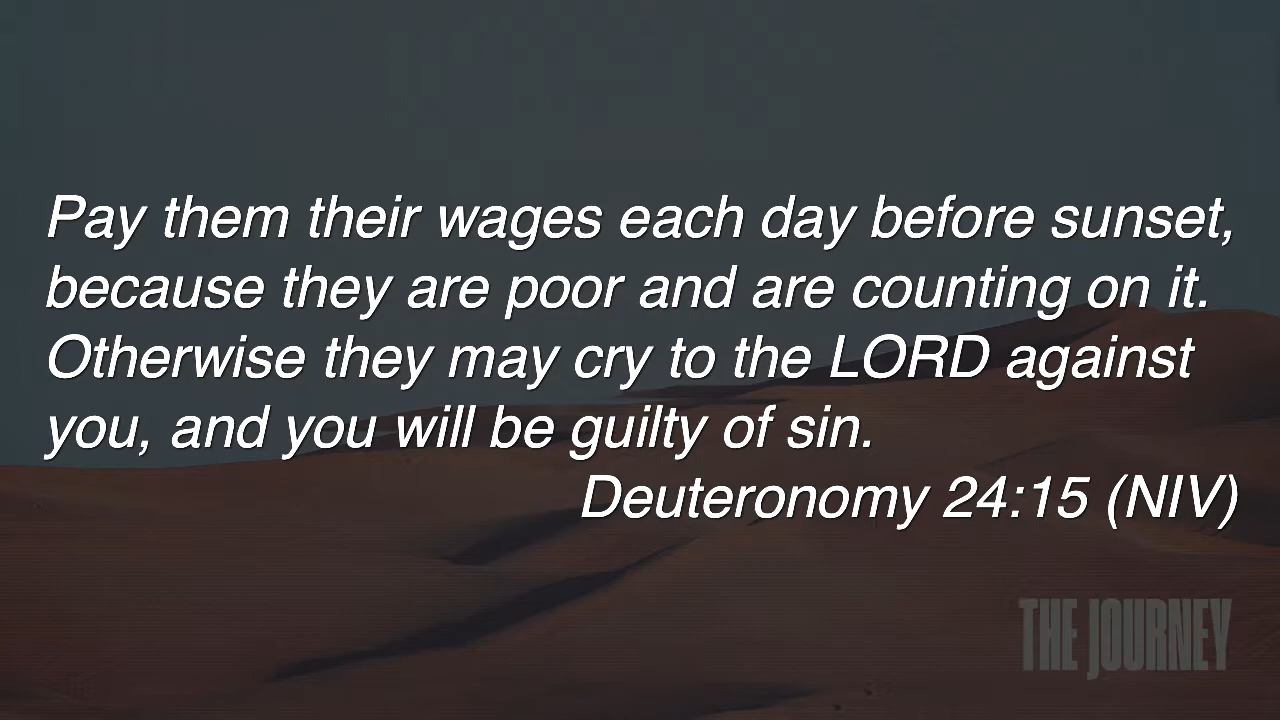 Pay them their wages each day before sunset,
because they are poor and are counting on it.
Otherwise they may cry to the LORD against
you, and you will be guilty of sin.
Deuteronomy 24:15 (NIV)
THE JOURNEY